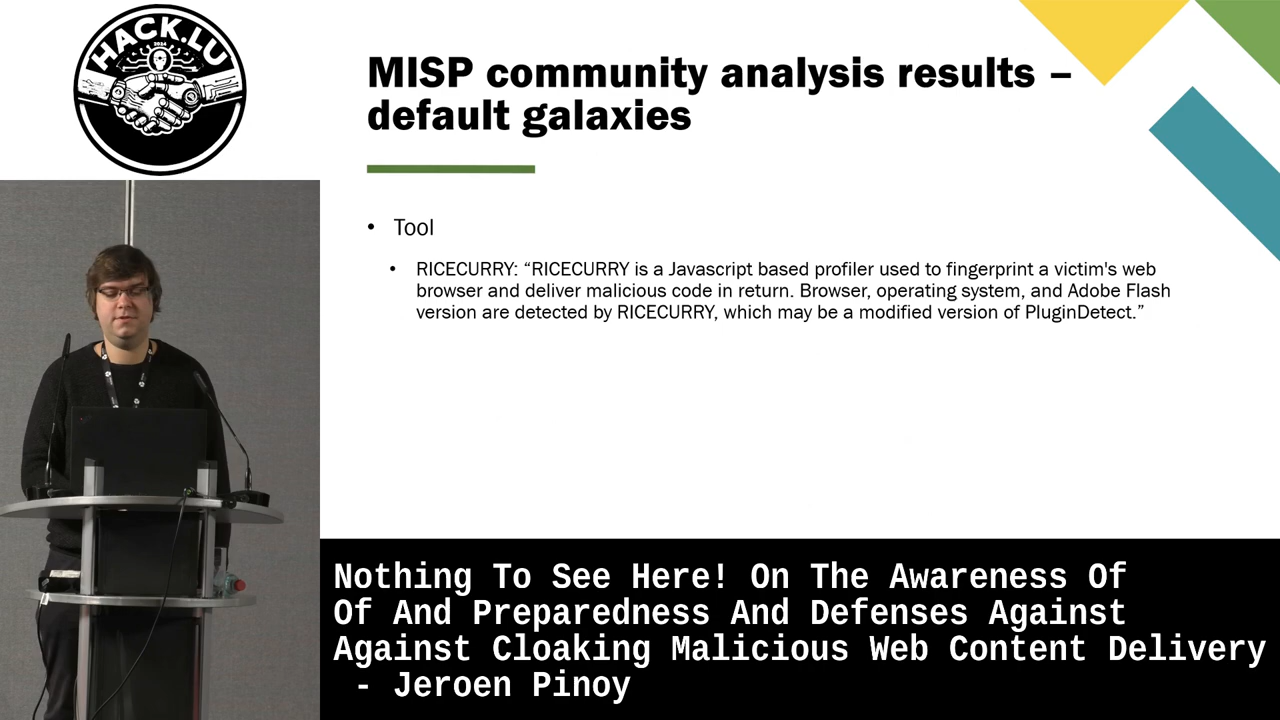 HACK.LU
2024
MISP community analysis results –
default galaxies
• Tool
• RICECURRY: “RICECURRY is a Javascript based profiler used to fingerprint a victim's web
browser and deliver malicious code in return. Browser, operating system, and Adobe Flash
version are detected by RICECURRY, which may be a modified version of PluginDetect.”
Nothing To See Here! On The Awareness Of
Of And Preparedness And Defenses Against
Against Cloaking Malicious Web Content Delivery
- Jeroen Pinoy